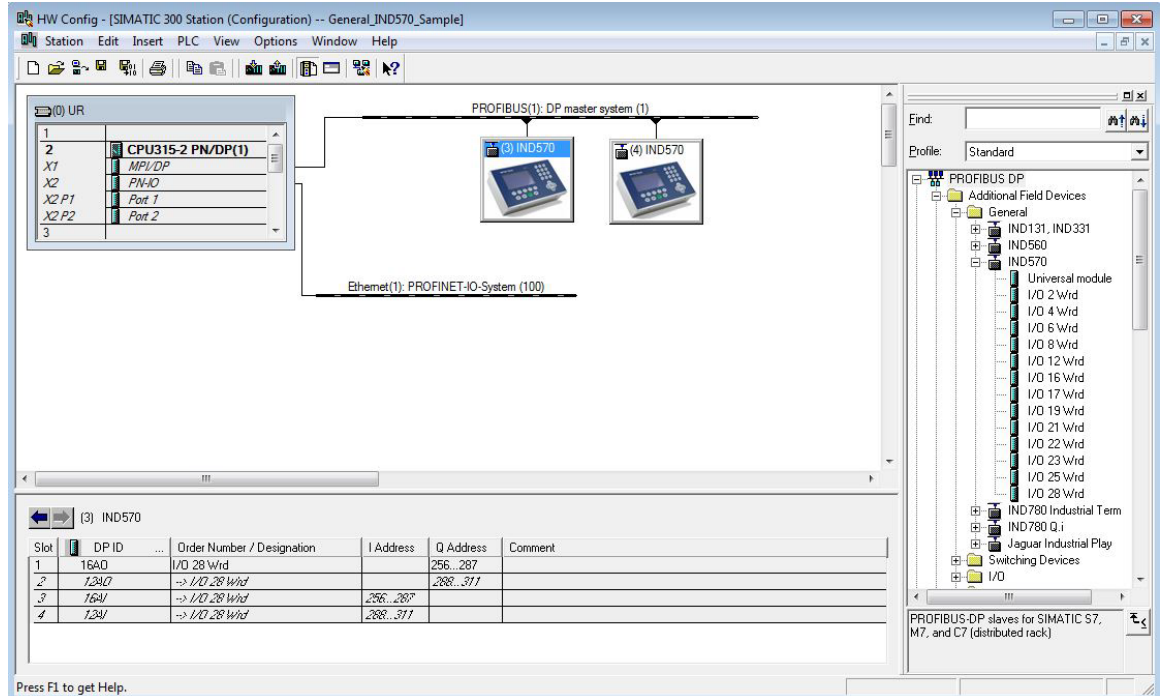 HW Config - [SIMATIC 300 Station (Configuration) -- General_IND570_Sample]
Station Edit Insert PLC View Options Window Help
(0) UR
1
2 CPU315-2 PN/DP(1)
X1 MPI/DP
X2 PN-IO
X2 P1 Port 1
X2 P2 Port 2
3
PROFIBUS(1): DP master system (1)
(3) IND570
(4) IND570
Ethernet(1): PROFINET-IO-System (100)
Find:
Profile: Standard
PROFIBUS DP
Additional Field Devices
General
IND131, IND331
IND560
IND570
Universal module
I/O 2 Wrd
I/O 4 Wrd
I/O 6 Wrd
I/O 8 Wrd
I/O 12 Wrd
I/O 16 Wrd
I/O 17 Wrd
I/O 19 Wrd
I/O 21 Wrd
I/O 22 Wrd
I/O 23 Wrd
I/O 25 Wrd
I/O 28 Wrd
IND780 Industrial Term
IND780 Q.i
Jaguar Industrial Play
Switching Devices
I/O
PROFIBUS-DP slaves for SIMATIC S7,
M7, and C7 (distributed rack)
(3) IND570
Slot DP ID ... Order Number / Designation I Address Q Address Comment
1 16AO I/O 28 Wrd 256...287
2 12AO --> I/O 28 Wrd 288...311
3 16AI --> I/O 28 Wrd 256...287
4 12AI --> I/O 28 Wrd 288...311
Press F1 to get Help.